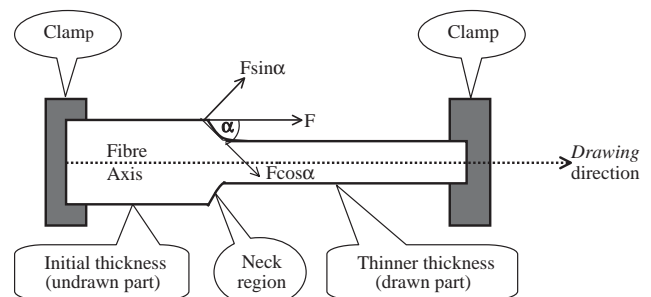 Clamp
Clamp
Fsinα
α
F
Fibre
Axis
Fcosα
Drawing
direction
Initial thickness
(undrawn part)
Neck
region
Thinner thickness
(drawn part)